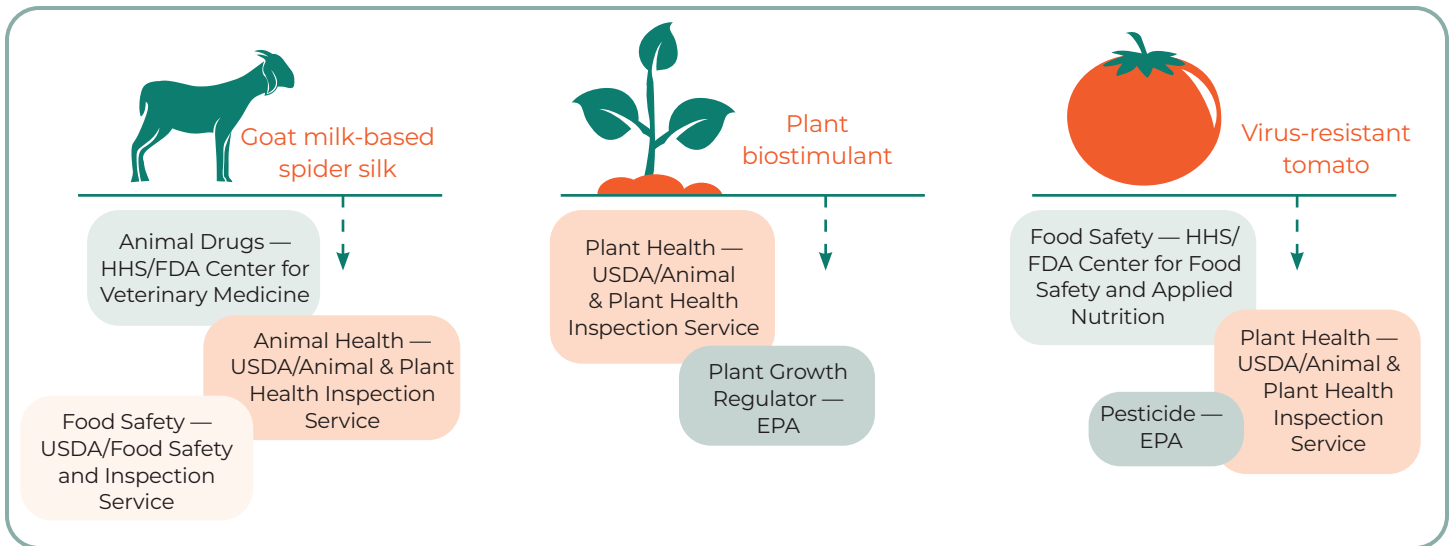 Goat milk-based
spider silk
Animal Drugs —
HHS/FDA Center for
Veterinary Medicine
Animal Health —
USDA/Animal & Plant
Health Inspection
Service
Food Safety —
USDA/Food Safety
and Inspection
Service
Plant
biostimulant
Plant Health —
USDA/Animal
& Plant Health
Inspection Service
Plant Growth
Regulator —
EPA
Virus-resistant
tomato
Food Safety — HHS/
FDA Center for Food
Safety and Applied
Nutrition
Plant Health —
USDA/Animal &
Plant Health
Inspection
Service
Pesticide —
EPA